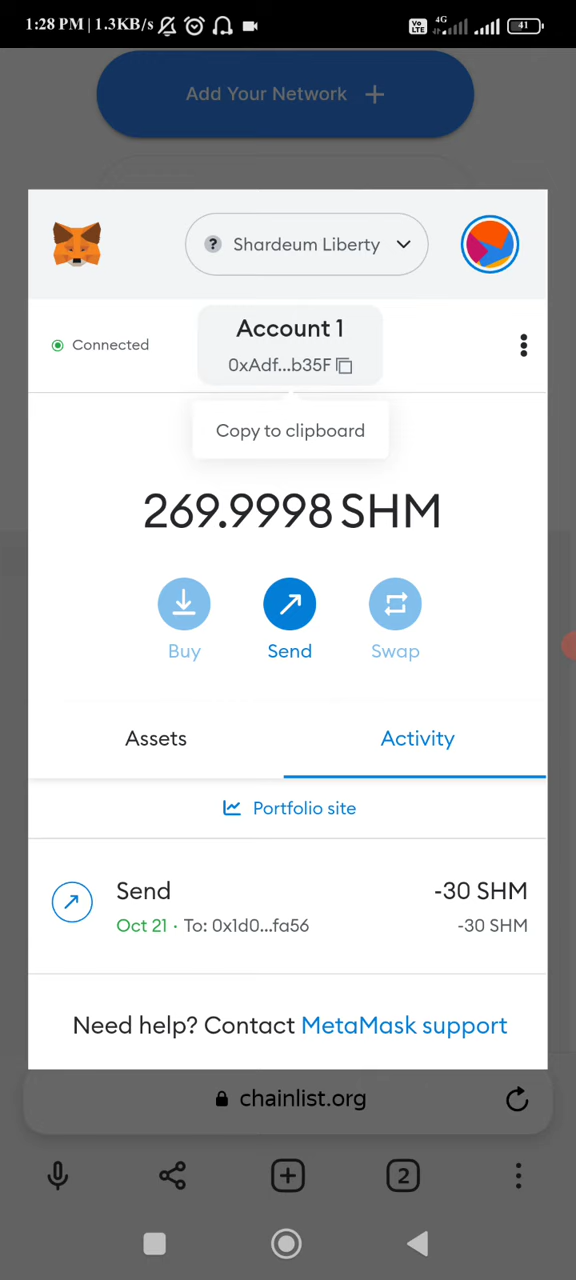 1:28 PM | 1.3KB/s
Vo LTE 4G 41
Add Your Network +
? Shardeum Liberty
Connected
Account 1
0xAdf...b35F
Copy to clipboard
269.9998 SHM
Buy Send Swap
Assets Activity
Portfolio site
Send -30 SHM
Oct 21 · To: 0x1d0...fa56 -30 SHM
Need help? Contact MetaMask support
chainlist.org
2